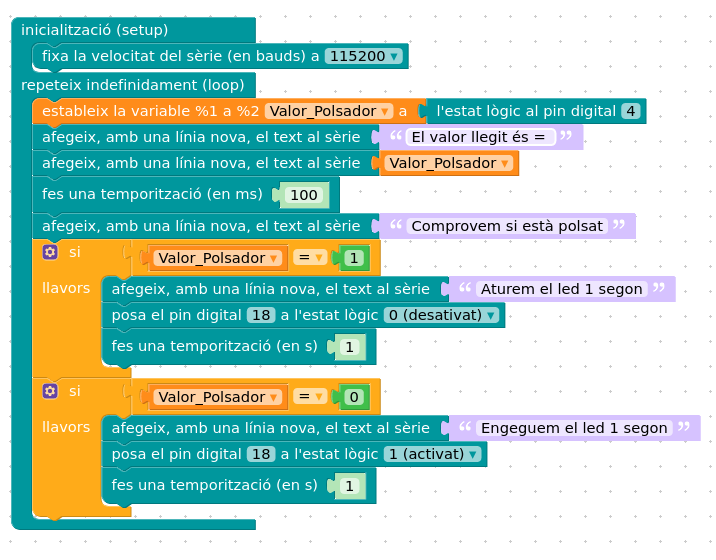 inicialització (setup)
fixa la velocitat del sèrie (en bauds) a 115200
repeteix indefinidament (loop)
estableix la variable %1 a %2 Valor_Polsador a l'estat lògic al pin digital 4
afegeix, amb una línia nova, el text al sèrie “ El valor llegit és = ”
afegeix, amb una línia nova, el text al sèrie Valor_Polsador
fes una temporització (en ms) 100
afegeix, amb una línia nova, el text al sèrie “ Comprovem si està polsat ”
si Valor_Polsador = 1
llavors afegeix, amb una línia nova, el text al sèrie “ Aturem el led 1 segon ”
posa el pin digital 18 a l'estat lògic 0 (desativat)
fes una temporització (en s) 1
si Valor_Polsador = 0
llavors afegeix, amb una línia nova, el text al sèrie “ Engeguem el led 1 segon ”
posa el pin digital 18 a l'estat lògic 1 (activat)
fes una temporització (en s) 1